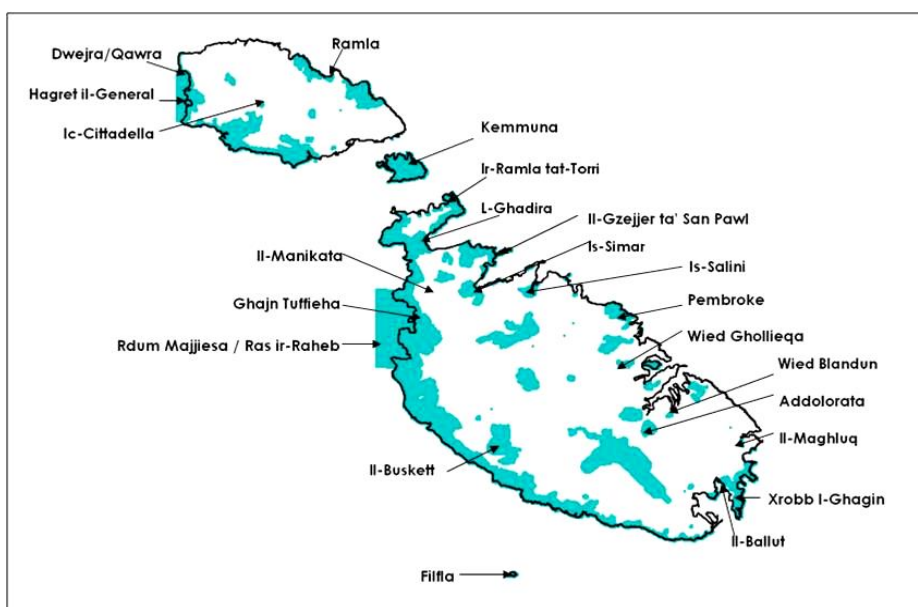 Ramla
Dwejra/Qawra
Hagret il-General
Ic-Cittadella
Kemmuna
Ir-Ramla tat-Torri
L-Ghadira
Il-Gzejjer ta' San Pawl
Is-Simar
Il-Manikata
Is-Salini
Ghajn Tuffieha
Pembroke
Rdum Majjiesa / Ras ir-Raheb
Wied Ghollieqa
Wied Blandun
Addolorata
Il-Maghluq
Il-Buskett
Xrobb l-Ghagin
Il-Ballut
Filfla